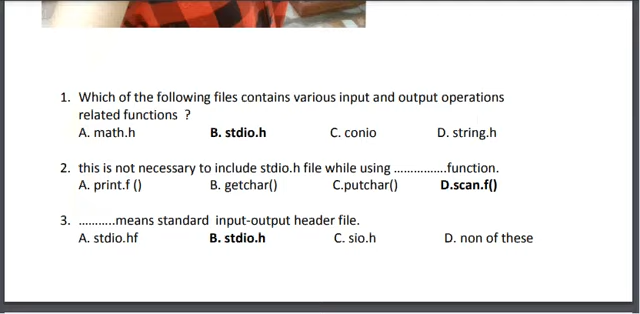 1. Which of the following files contains various input and output operations
related functions ?
A. math.h B. stdio.h C. conio D. string.h
2. this is not necessary to include stdio.h file while using ................function.
A. print.f () B. getchar() C.putchar() D.scan.f()
3. ...........means standard input-output header file.
A. stdio.hf B. stdio.h C. sio.h D. non of these